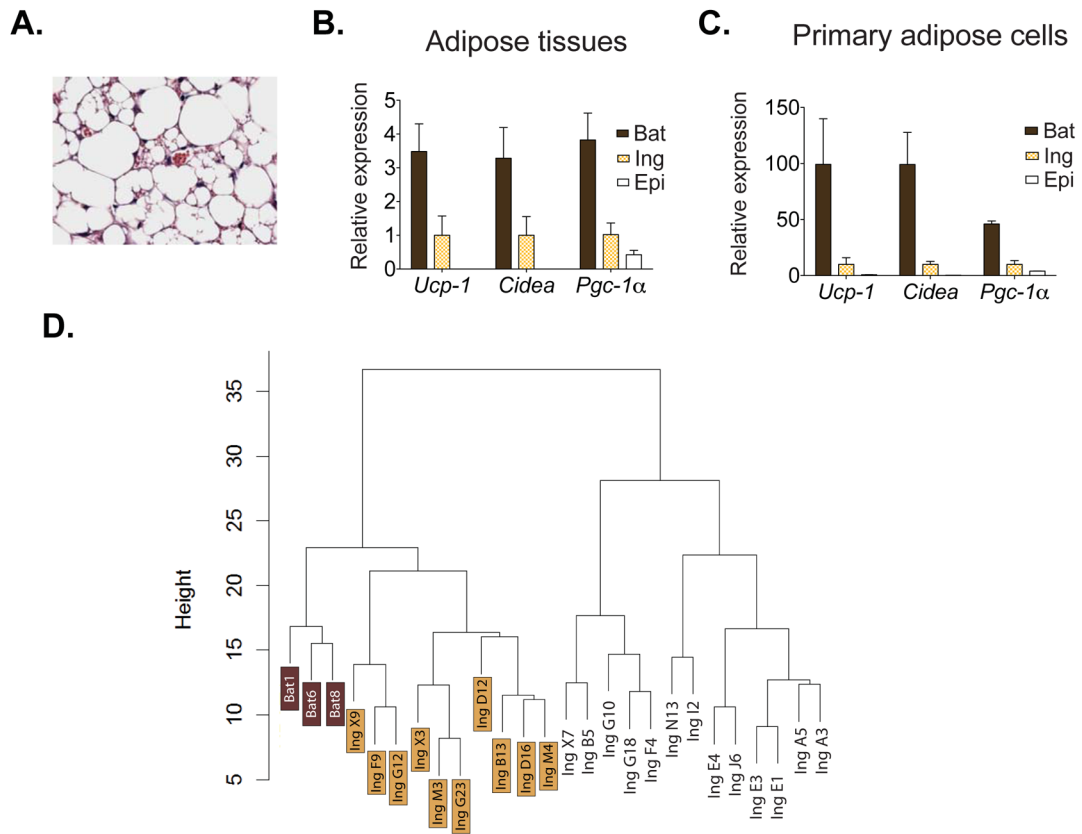 A.
B.
Adipose tissues
Relative expression
5
4
3
2
1
0
Ucp-1
Cidea
Pgc-1α
Bat
Ing
Epi
C.
Primary adipose cells
Relative expression
150
100
50
0
Ucp-1
Cidea
Pgc-1α
Bat
Ing
Epi
D.
Height
35
30
25
20
15
10
5
Bat1
Bat6
Bat8
Ing X9
Ing F9
Ing G12
Ing X3
Ing M3
Ing G23
Ing D12
Ing B13
Ing D16
Ing M4
Ing X7
Ing B5
Ing G10
Ing G18
Ing F4
Ing N13
Ing I2
Ing E4
Ing J6
Ing E3
Ing E1
Ing A5
Ing A3